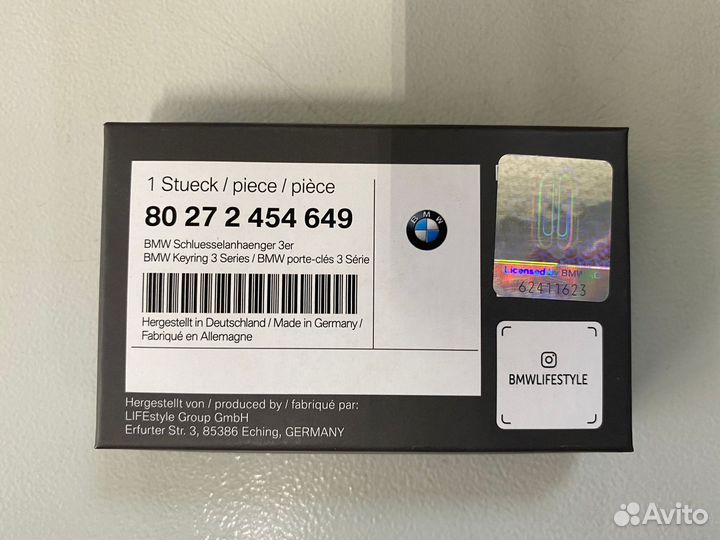 1 Stueck / piece / pièce
80 27 2 454 649
BMW Schluesselanhaenger 3er
BMW Keyring 3 Series / BMW porte-clés 3 Série
Hergestellt in Deutschland / Made in Germany /
Fabriqué en Allemagne
BMW
Licensed by BMW AG
62411623
BMWLIFESTYLE
Hergestellt von / produced by / fabriqué par:
LIFEstyle Group GmbH
Erfurter Str. 3, 85386 Eching, GERMANY
Avito